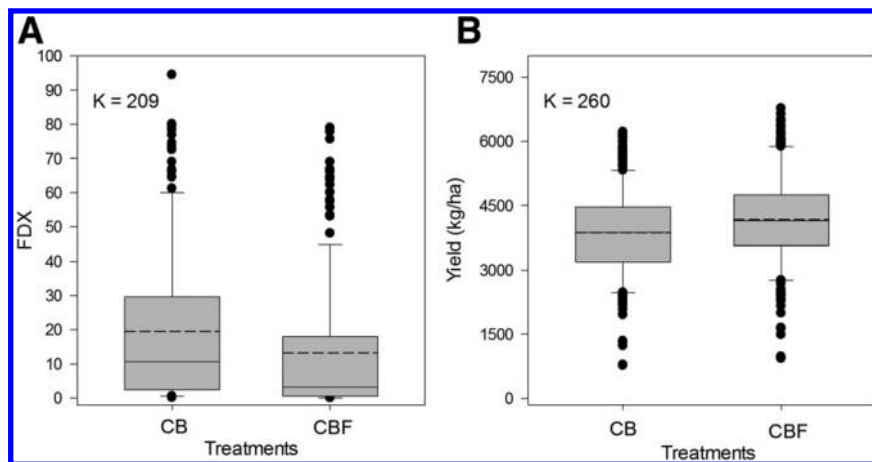 A
FDX
100
90
80
70
60
50
40
30
20
10
0
K = 209
CB
CBF
Treatments
B
Yield (kg/ha)
7500
6000
4500
3000
1500
0
K = 260
CB
CBF
Treatments